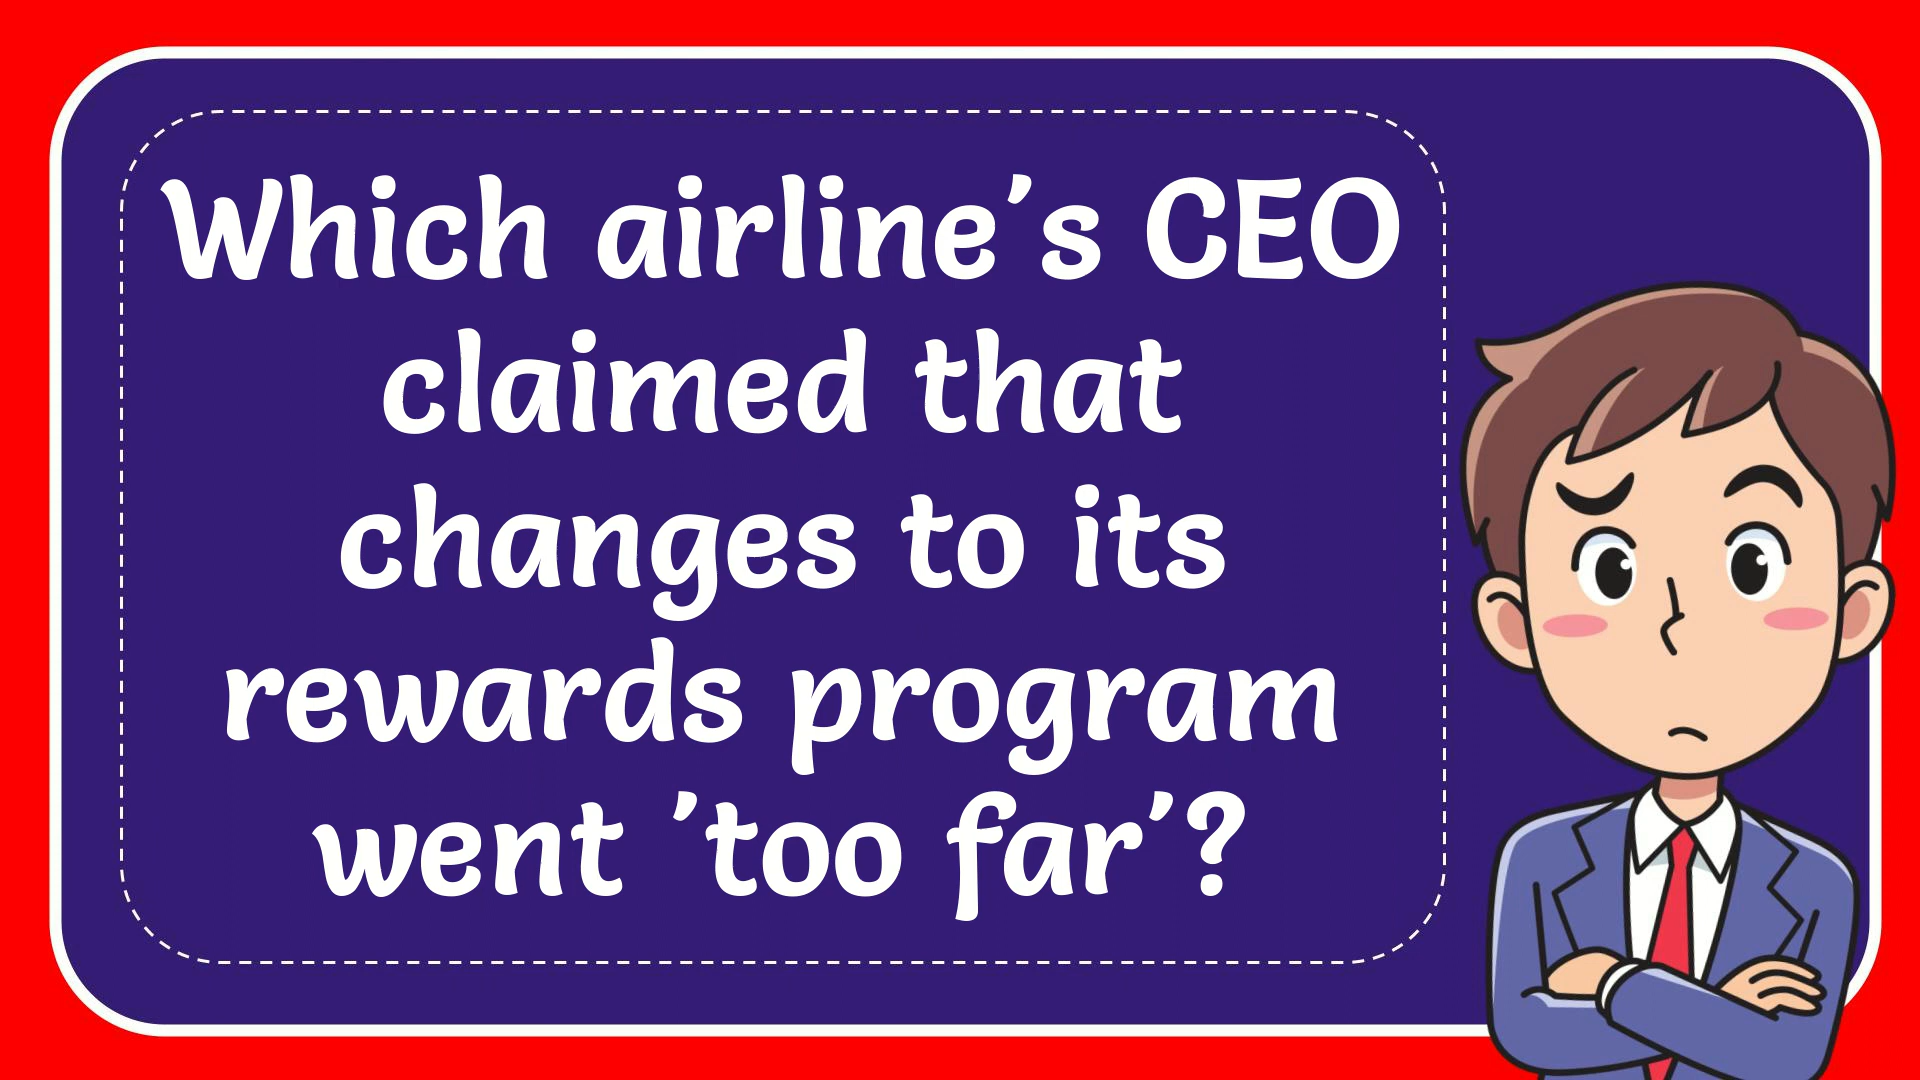 Which airline's CEO
claimed that
changes to its
rewards program
went 'too far'?